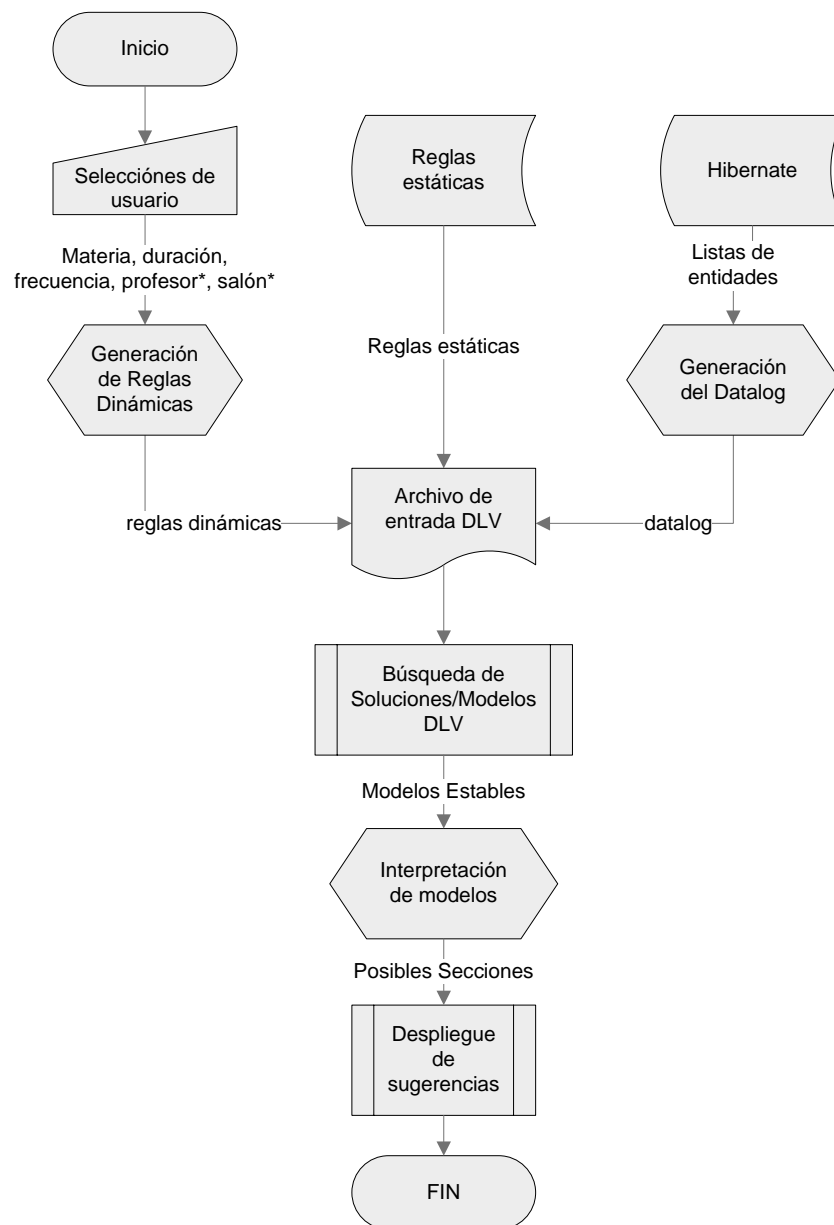 Inicio
Selecciónes de
usuario
Materia, duración,
frecuencia, profesor*, salón*
Generación
de Reglas
Dinámicas
reglas dinámicas
Reglas
estáticas
Reglas estáticas
Hibernate
Listas de
entidades
Generación
del Datalog
datalog
Archivo de
entrada DLV
Búsqueda de
Soluciones/Modelos
DLV
Modelos Estables
Interpretación
de modelos
Posibles Secciones
Despliegue
de
sugerencias
FIN